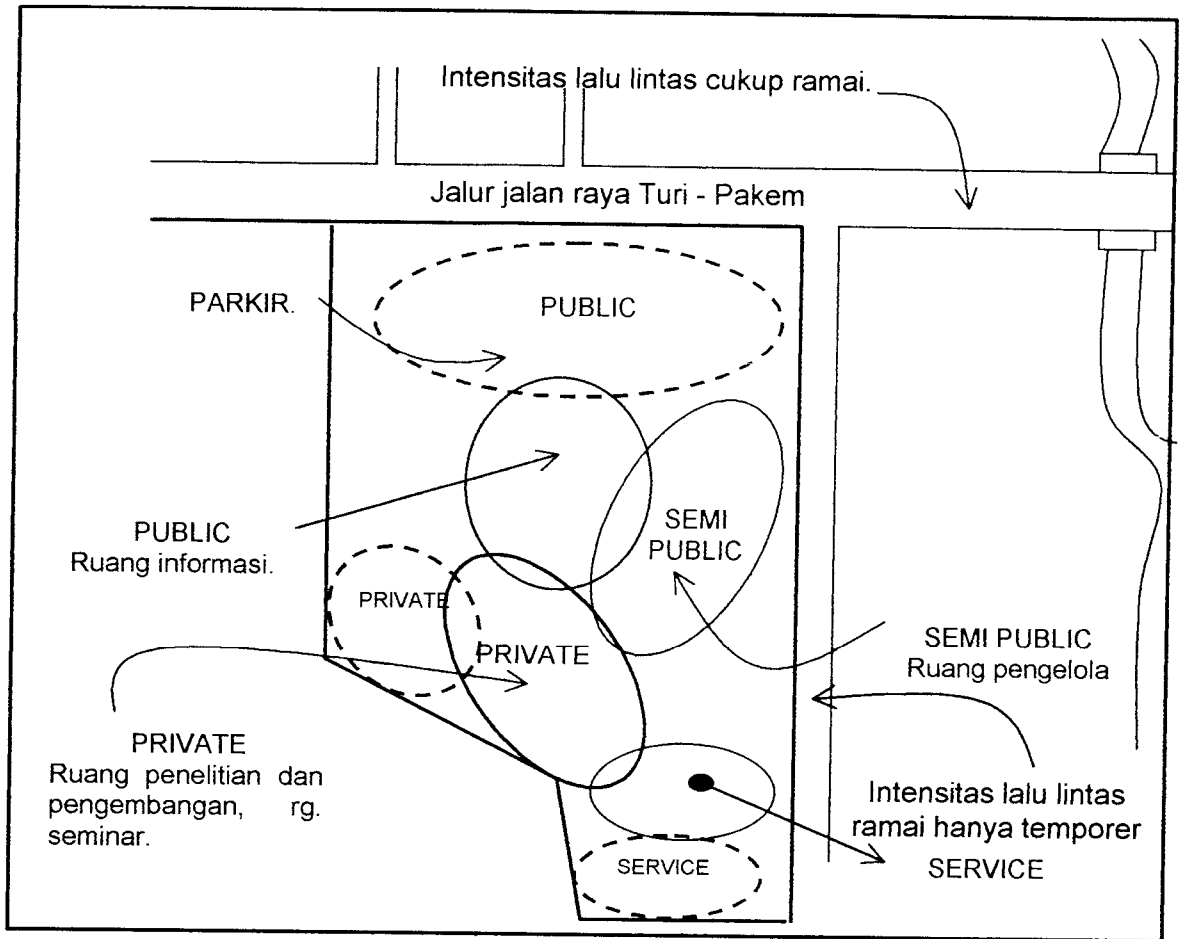 Intensitas lalu lintas cukup ramai.
Jalur jalan raya Turi - Pakem
PARKIR.
PUBLIC
PUBLIC
Ruang informasi.
SEMI
PUBLIC
PRIVATE
PRIVATE
SEMI PUBLIC
Ruang pengelola
PRIVATE
Ruang penelitian dan
pengembangan, rg.
seminar.
Intensitas lalu lintas
ramai hanya temporer
SERVICE
SERVICE